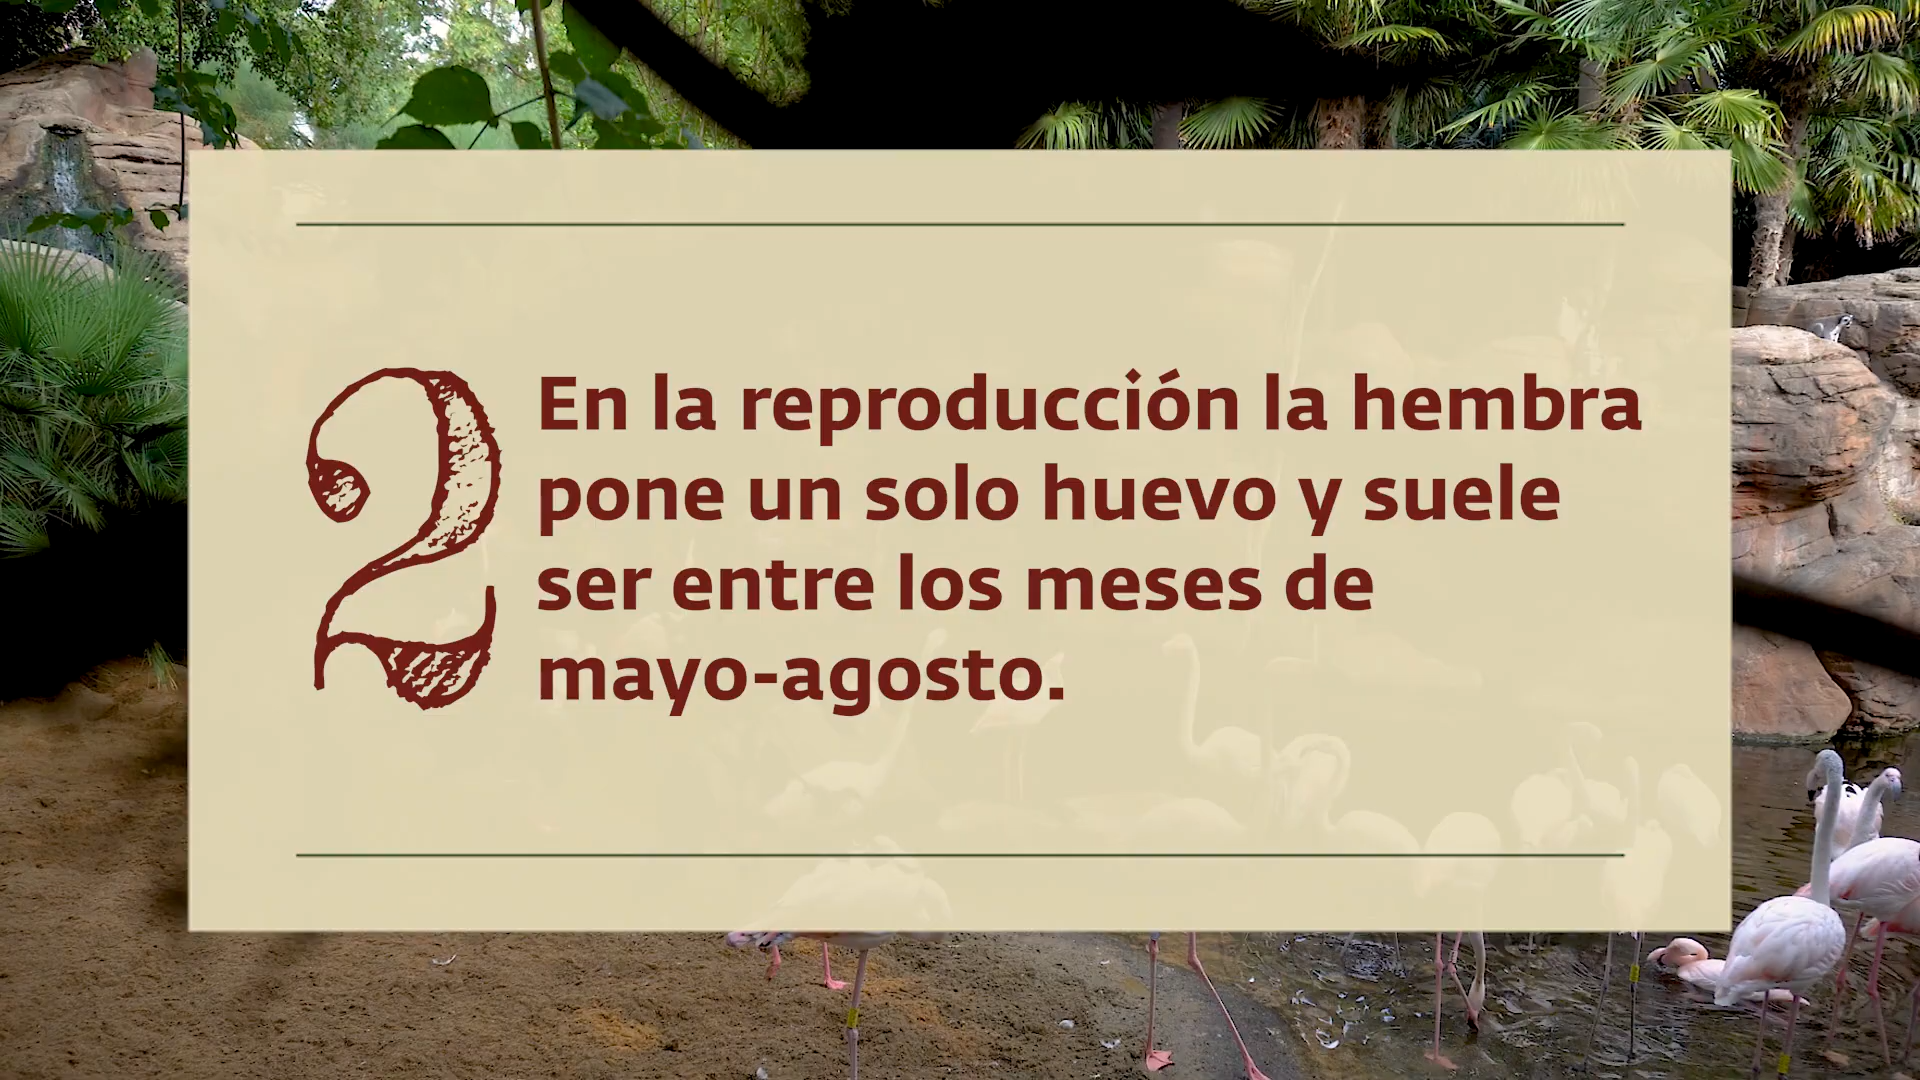 2
En la reproducción la hembra
pone un solo huevo y suele
ser entre los meses de
mayo-agosto.